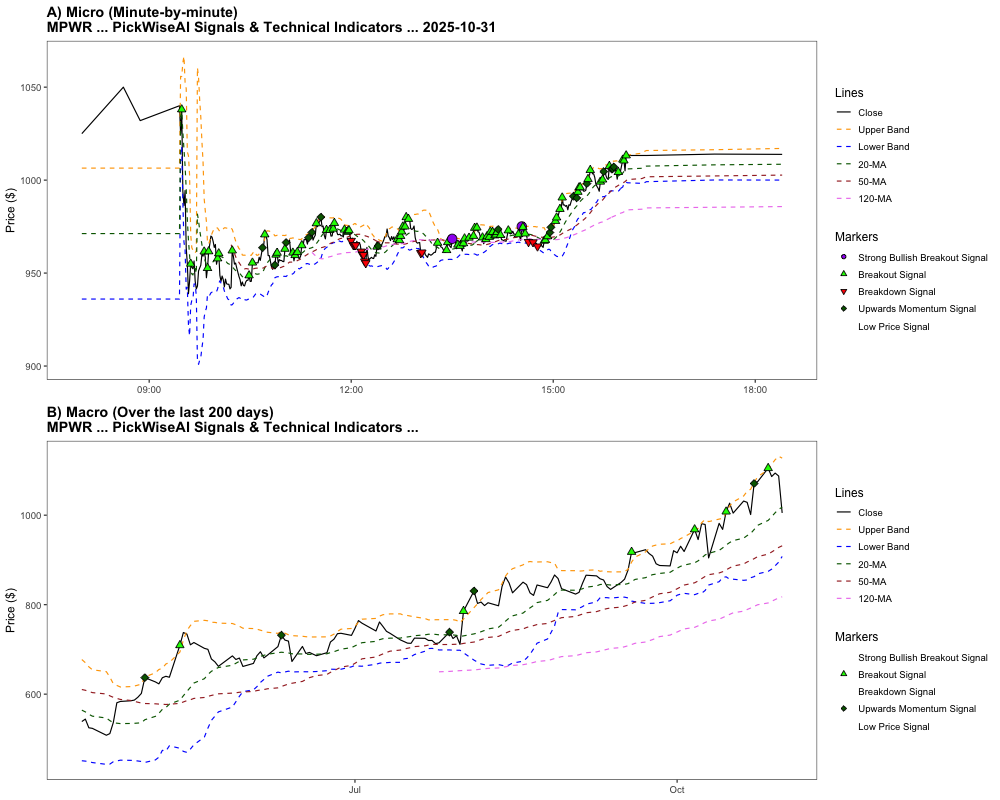 A) Micro (Minute-by-minute)
MPWR ... PickWiseAI Signals & Technical Indicators ... 2025-10-31
Price ($)
1050
1000
950
900
09:00
12:00
15:00
18:00
Lines
Close
Upper Band
Lower Band
20-MA
50-MA
120-MA
Markers
Strong Bullish Breakout Signal
Breakout Signal
Breakdown Signal
Upwards Momentum Signal
Low Price Signal
B) Macro (Over the last 200 days)
MPWR ... PickWiseAI Signals & Technical Indicators ...
Price ($)
1000
800
600
Jul
Oct
Lines
Close
Upper Band
Lower Band
20-MA
50-MA
120-MA
Markers
Strong Bullish Breakout Signal
Breakout Signal
Breakdown Signal
Upwards Momentum Signal
Low Price Signal